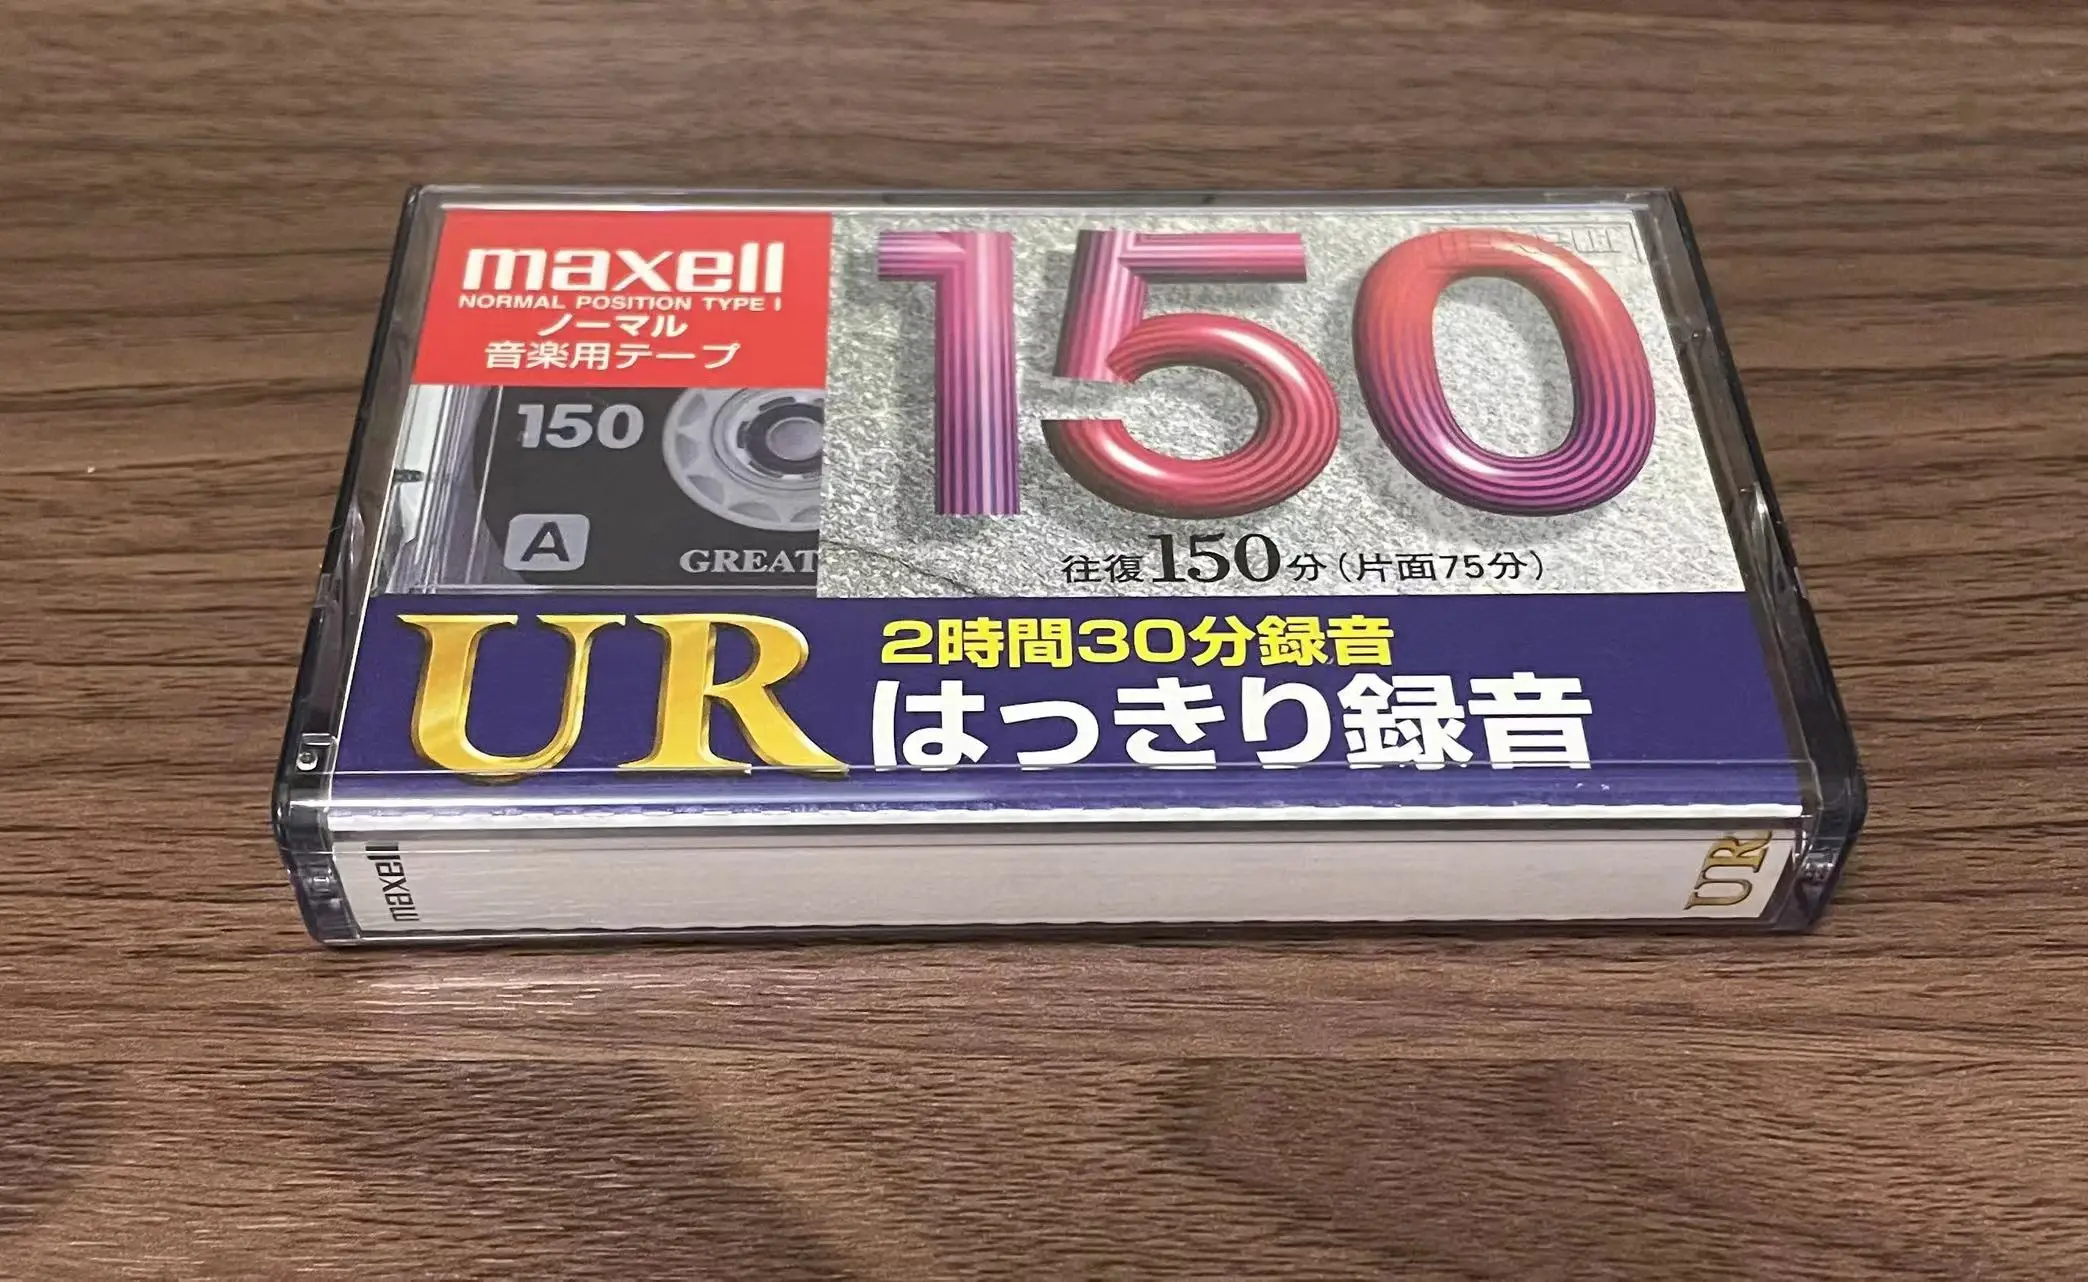 maxell
NORMAL POSITION TYPE I
ノーマル
音楽用テープ
150
150
A
GREAT
往復150分(片面75分)
UR
2時間30分録音
はっきり録音
maxell
UR